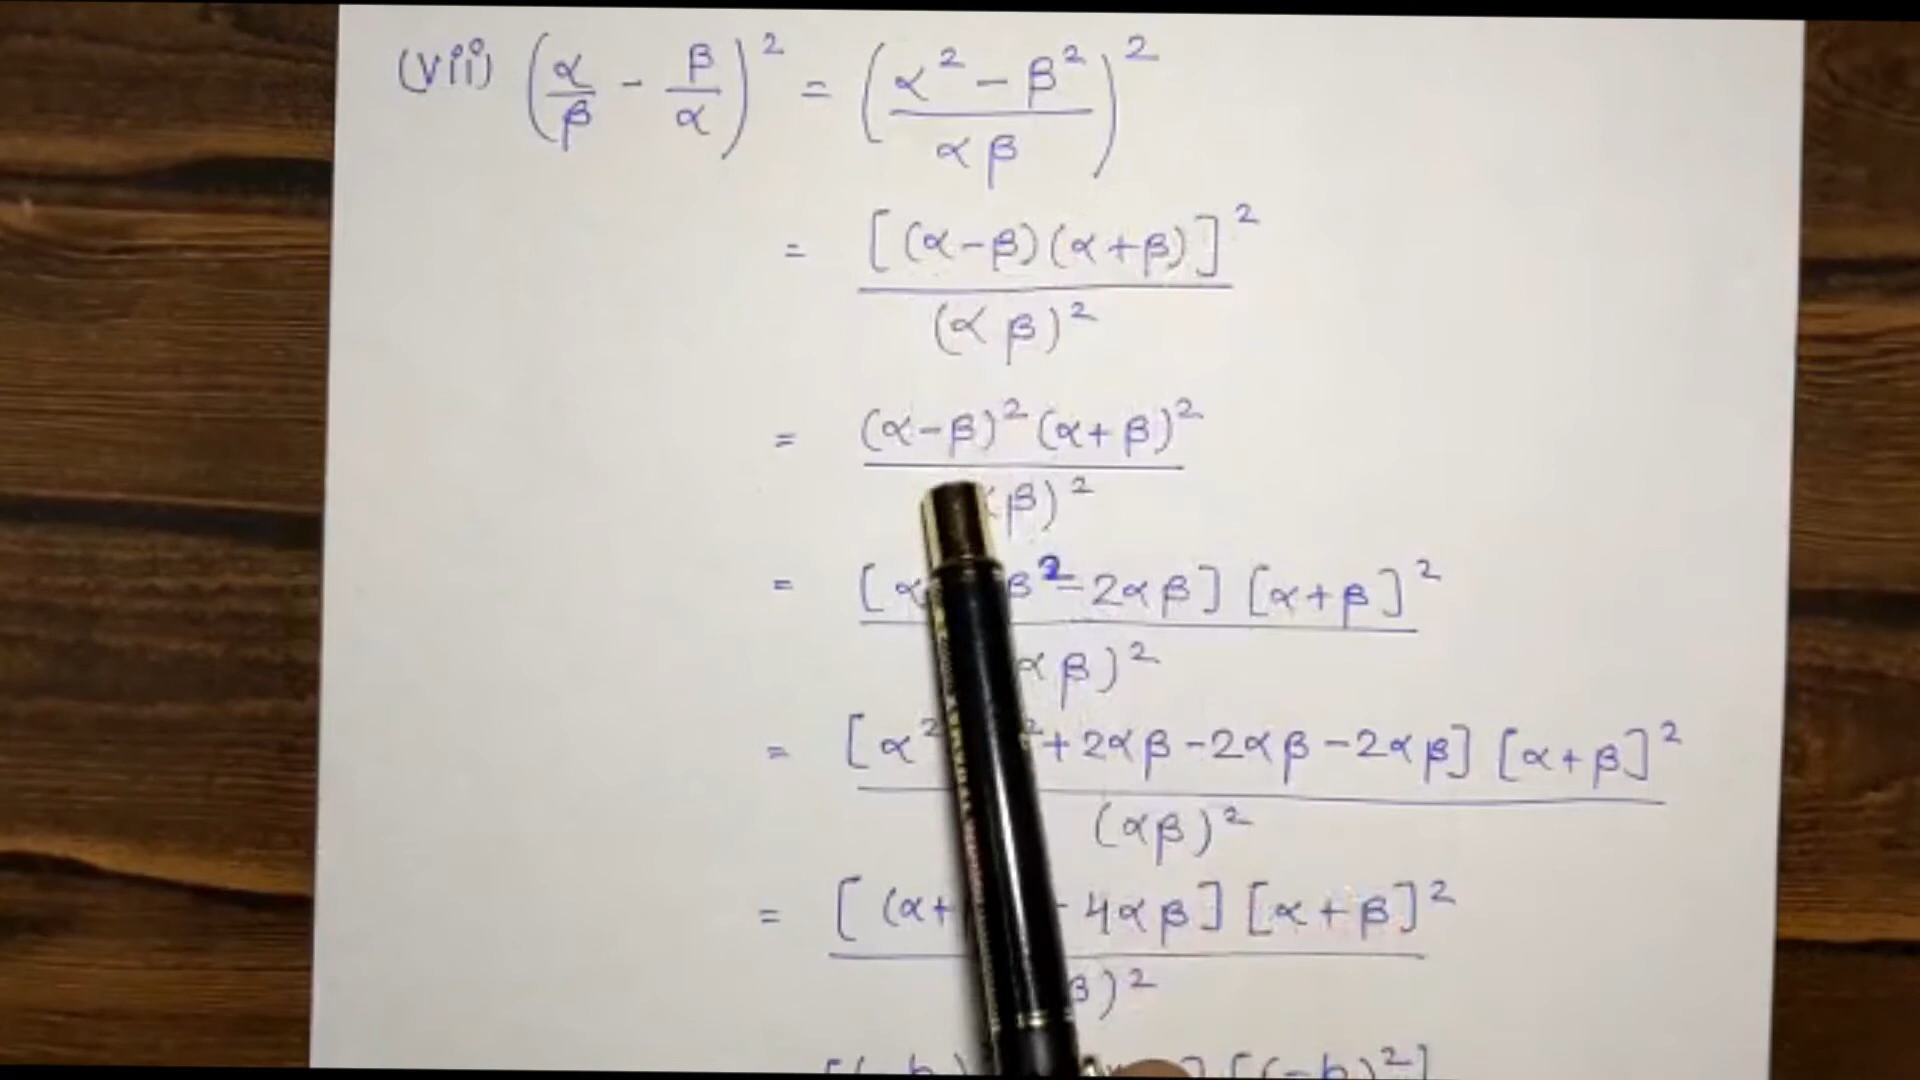 (vii) (α/β - β/α)² = (α² - β²/αβ)²
= [(α-β)(α+β)]²
(αβ)²
= (α-β)²(α+β)²
β)²
= [α β²-2αβ] [α+β]²
αβ)²
= [α² ²+2αβ-2αβ-2αβ] [α+β]²
(αβ)²
= [(α+ -4αβ] [α+β]²
β)²